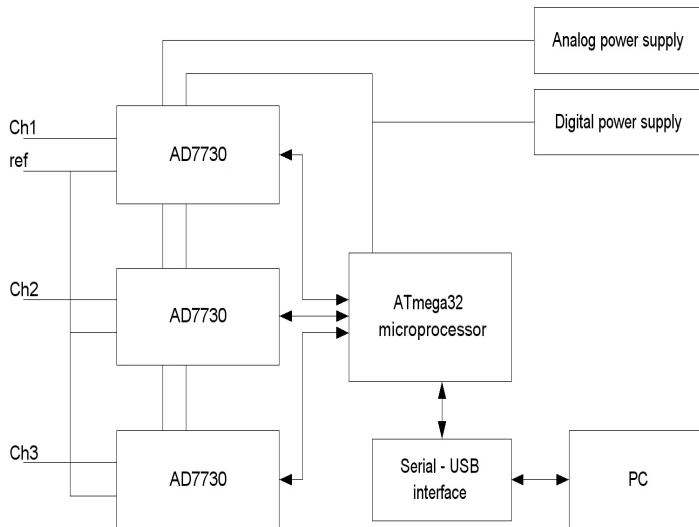 Analog power supply
Digital power supply
Ch1
ref
AD7730
Ch2
AD7730
ATmega32
microprocessor
Ch3
AD7730
Serial - USB
interface
PC